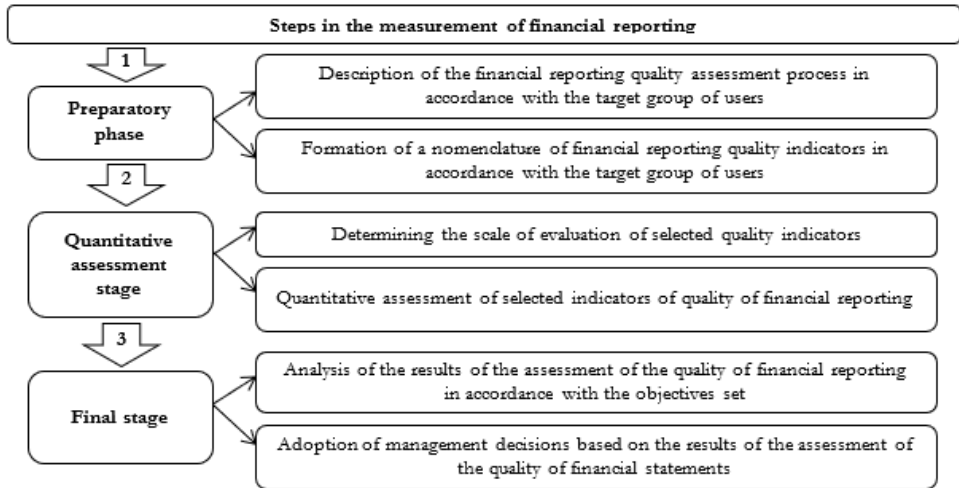 Steps in the measurement of financial reporting
1
Preparatory
phase
Description of the financial reporting quality assessment process in
accordance with the target group of users
Formation of a nomenclature of financial reporting quality indicators in
accordance with the target group of users
2
Quantitative
assessment
stage
Determining the scale of evaluation of selected quality indicators
Quantitative assessment of selected indicators of quality of financial reporting
3
Final stage
Analysis of the results of the assessment of the quality of financial reporting
in accordance with the objectives set
Adoption of management decisions based on the results of the assessment of
the quality of financial statements